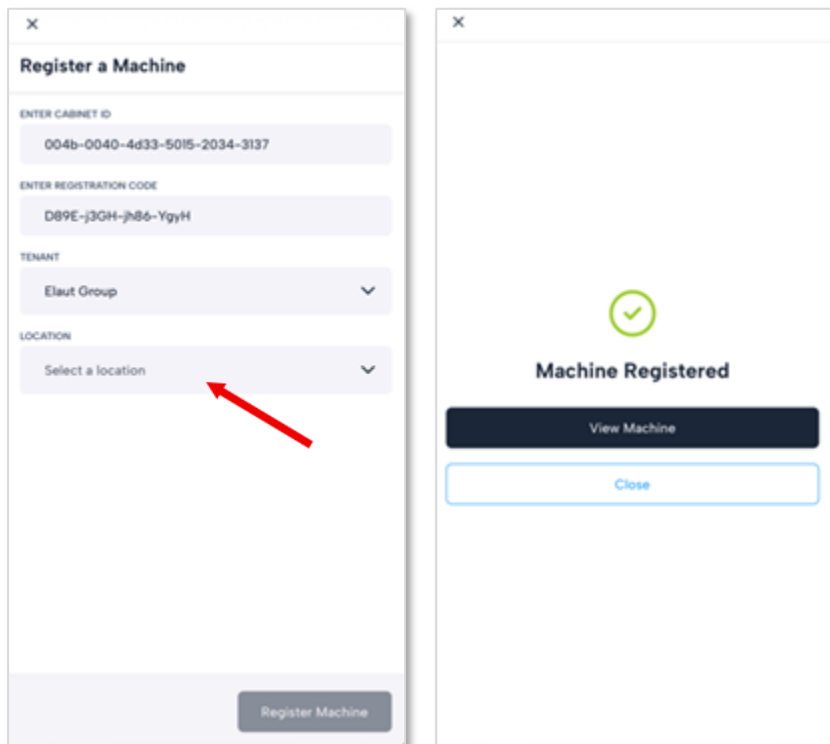 Register a Machine
ENTER CABINET ID
004b-0040-4d33-5015-2034-3137
ENTER REGISTRATION CODE
D89E-j3GH-jh86-YgyH
TENANT
Elaut Group
LOCATION
Select a location
Register Machine
Machine Registered
View Machine
Close